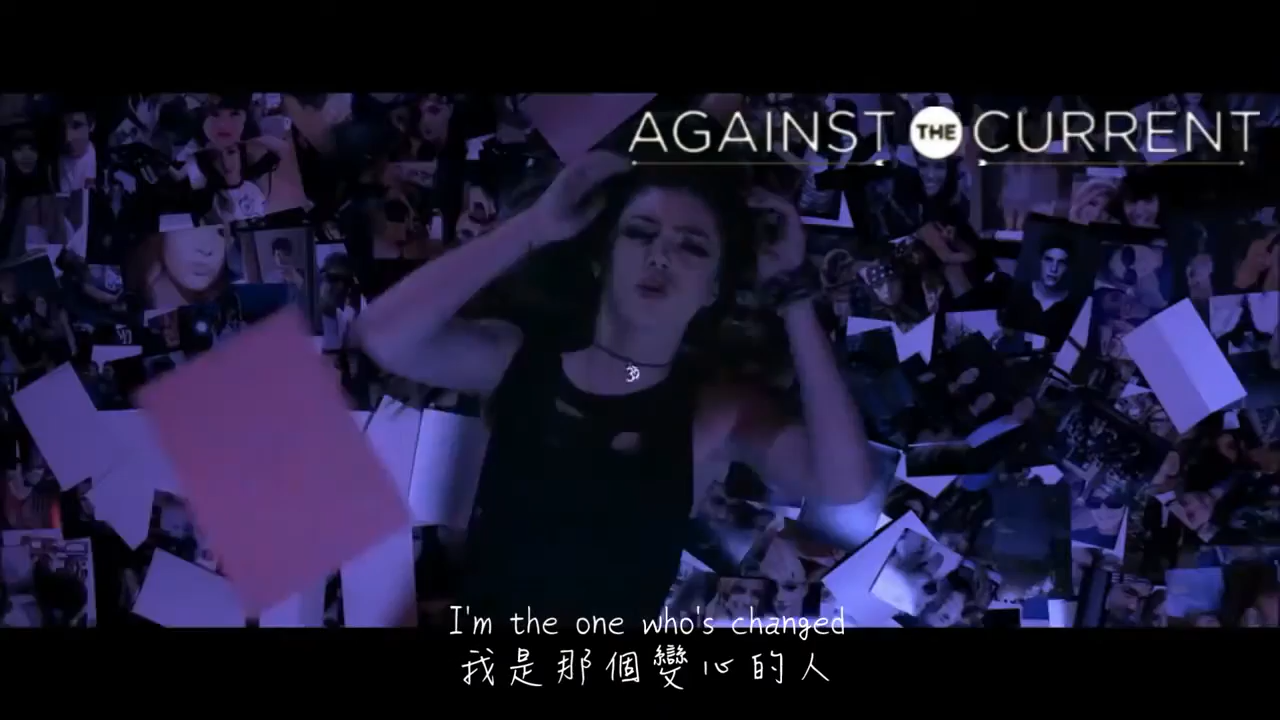 AGAINST THE CURRENT
I'm the one who's changed
我是那個變心的人